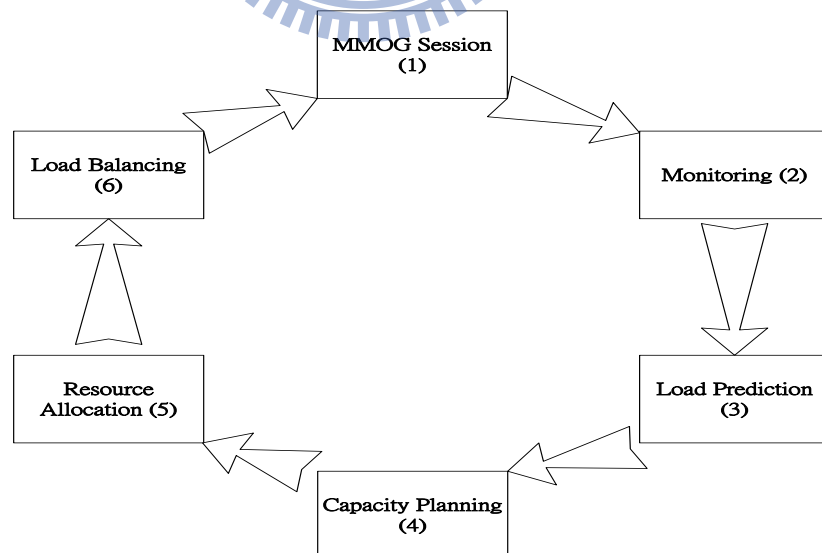 MMOG Session
(1)
Monitoring (2)
Load Prediction
(3)
Capacity Planning
(4)
Resource
Allocation (5)
Load Balancing
(6)